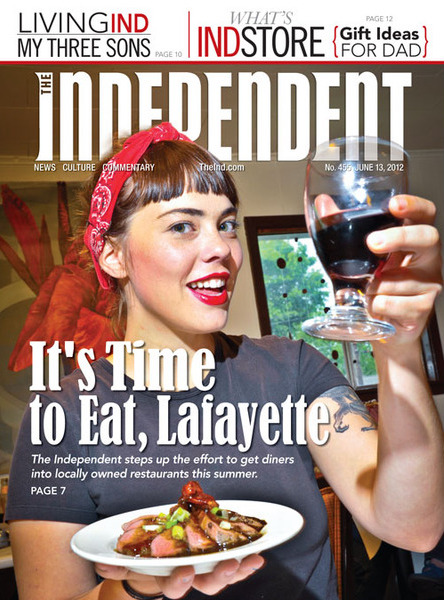 LIVINGIND
MY THREE SONS PAGE 10
WHAT'S
INDSTORE
PAGE 12
{Gift Ideas
FOR DAD}
THE INDEPENDENT
NEWS CULTURE COMMENTARY
TheInd.com
No. 455 JUNE 13, 2012
It's Time
to Eat, Lafayette
The Independent steps up the effort to get diners
into locally owned restaurants this summer.
PAGE 7